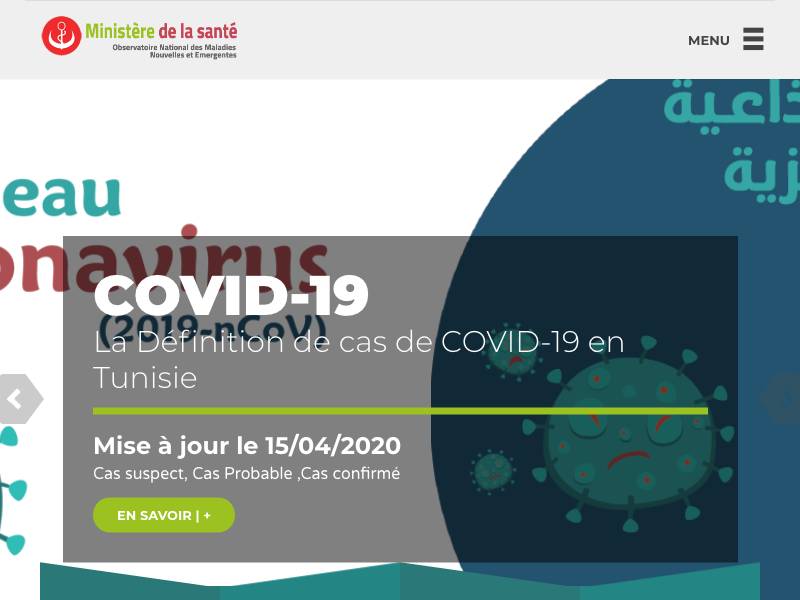 Ministère de la santé
Observatoire National des Maladies
Nouvelles et Emergentes
MENU
eau
onavirus
(2019-nCoV)
COVID-19
La Définition de cas de COVID-19 en
Tunisie
Mise à jour le 15/04/2020
Cas suspect, Cas Probable ,Cas confirmé
EN SAVOIR | +